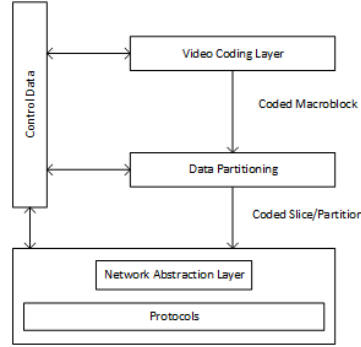 Control Data
Video Coding Layer
Coded Macroblock
Data Partitioning
Coded Slice/Partition
Network Abstraction Layer
Protocols